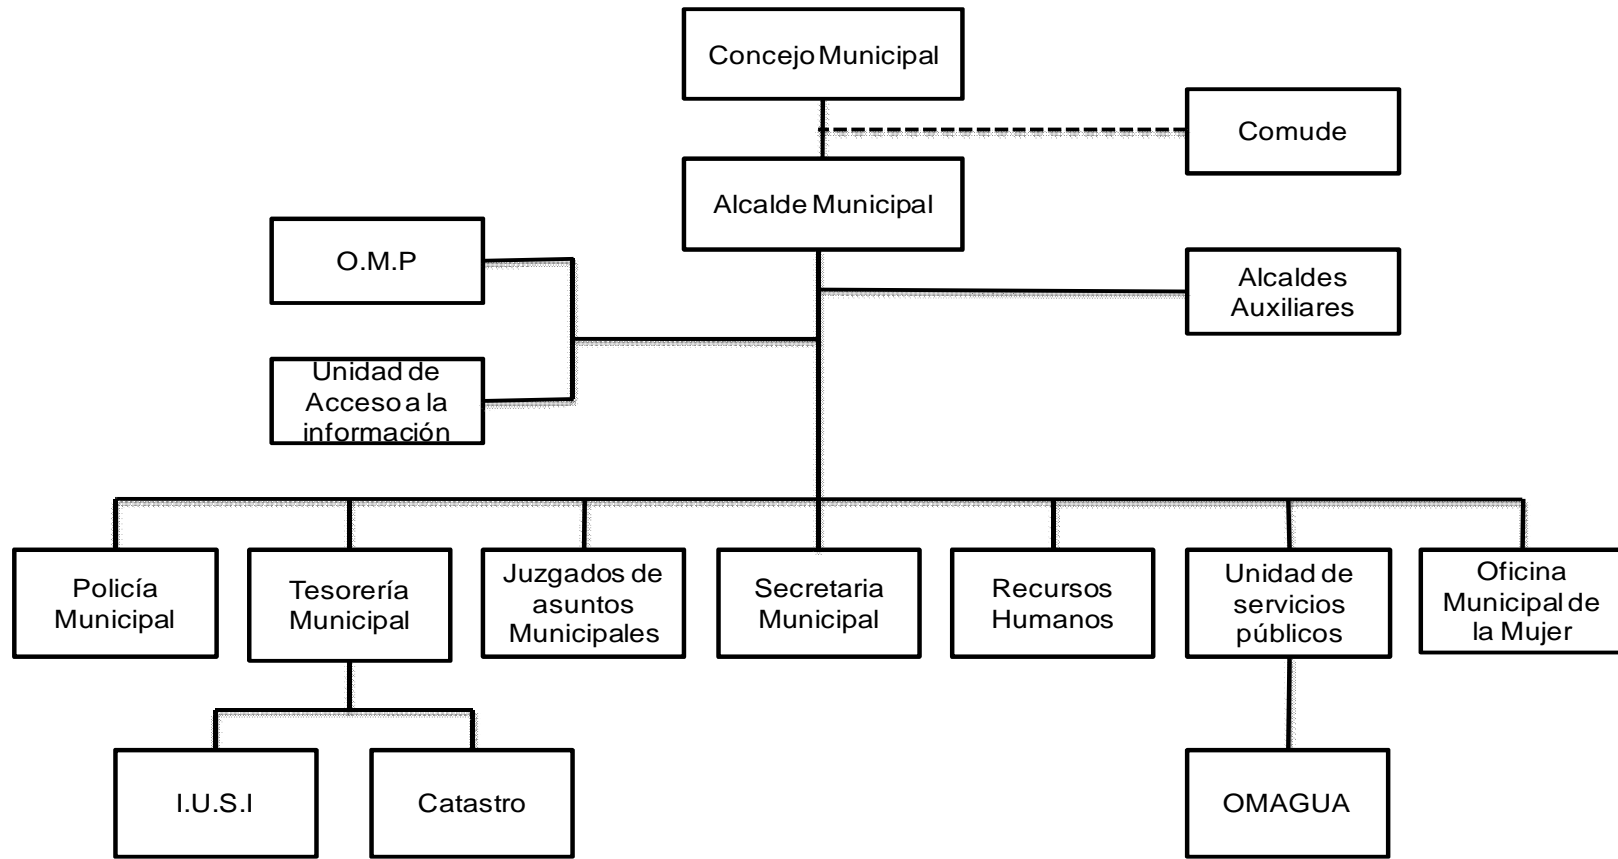 Concejo Municipal
Comude
Alcalde Municipal
O.M.P
Alcaldes
Auxiliares
Unidad de
Acceso a la
información
Policía
Municipal
Tesorería
Municipal
Juzgados de
asuntos
Municipales
Secretaria
Municipal
Recursos
Humanos
Unidad de
servicios
públicos
Oficina
Municipal de
la Mujer
I.U.S.I
Catastro
OMAGUA